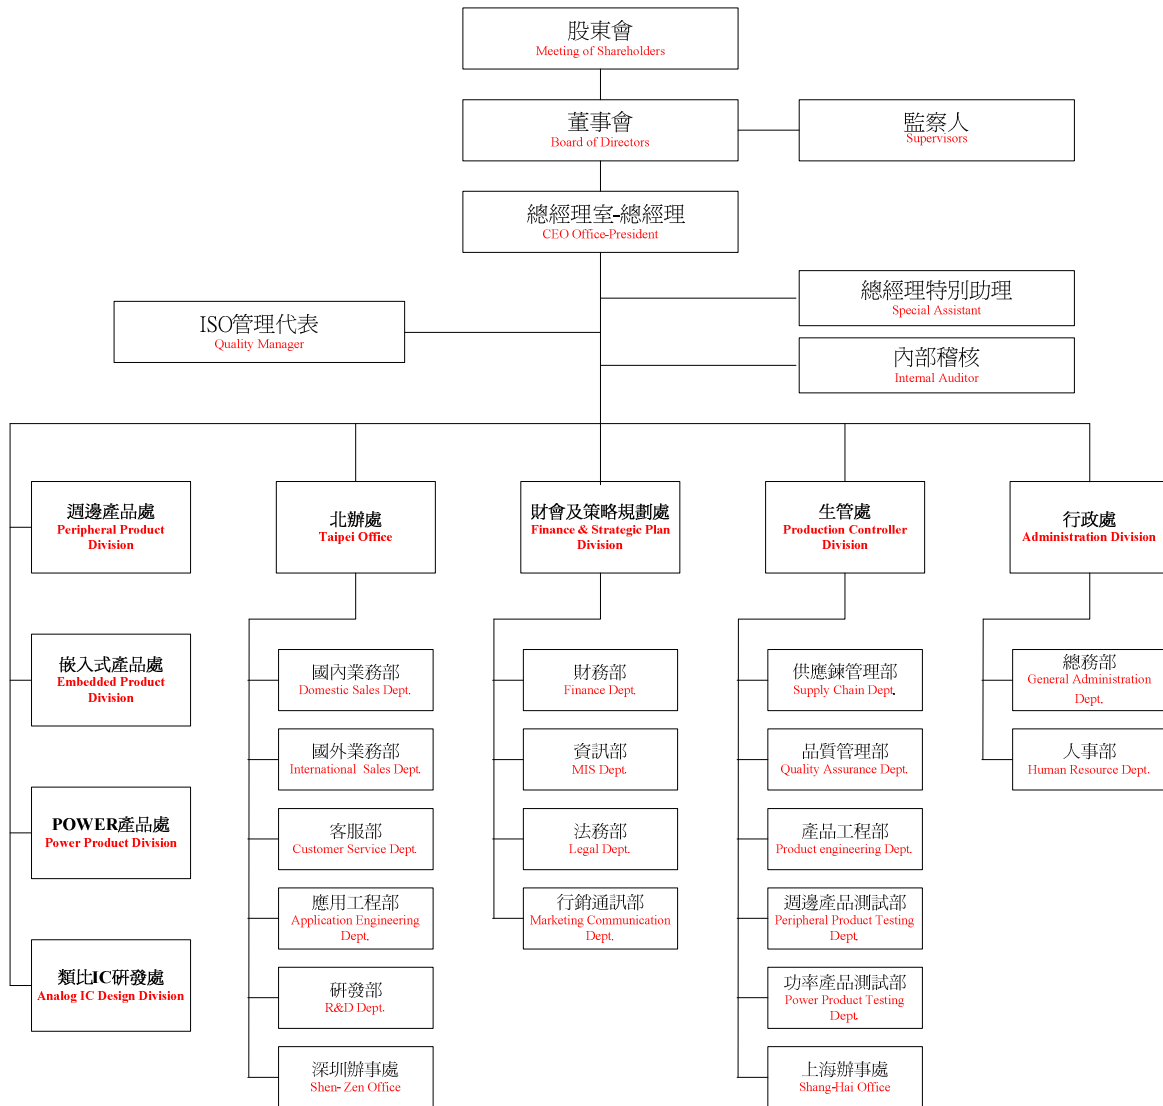 股東會
Meeting of Shareholders
董事會
Board of Directors
監察人
Supervisors
總經理室-總經理
CEO Office-President
總經理特別助理
Special Assistant
ISO管理代表
Quality Manager
內部稽核
Internal Auditor
週邊產品處
Peripheral Product
Division
北辦處
Taipei Office
財會及策略規劃處
Finance & Strategic Plan
Division
生管處
Production Controller
Division
行政處
Administration Division
嵌入式產品處
Embedded Product
Division
POWER產品處
Power Product Division
類比IC研發處
Analog IC Design Division
國內業務部
Domestic Sales Dept.
國外業務部
International Sales Dept.
客服部
Customer Service Dept.
應用工程部
Application Engineering
Dept.
研發部
R&D Dept.
深圳辦事處
Shen- Zen Office
財務部
Finance Dept.
資訊部
MIS Dept.
法務部
Legal Dept.
行銷通訊部
Marketing Communication
Dept.
供應鍊管理部
Supply Chain Dept.
品質管理部
Quality Assurance Dept.
產品工程部
Product engineering Dept.
週邊產品測試部
Peripheral Product Testing
Dept.
功率產品測試部
Power Product Testing
Dept.
上海辦事處
Shang-Hai Office
總務部
General Administration
Dept.
人事部
Human Resource Dept.